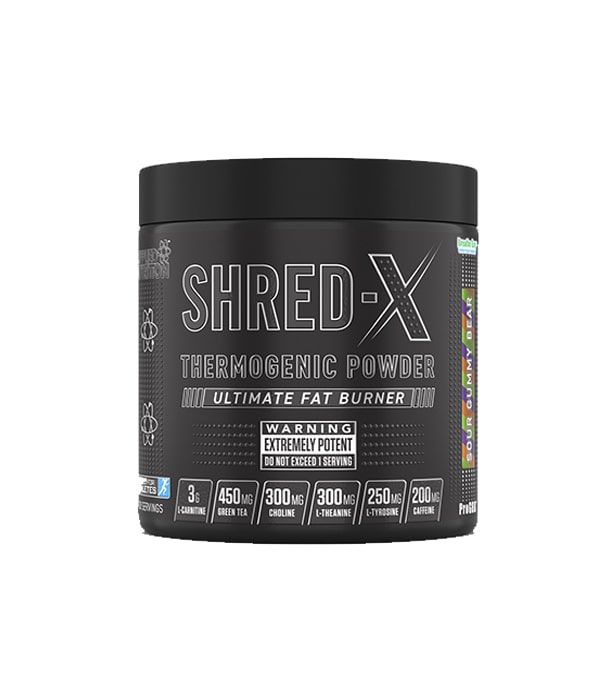 SHRED-X
THERMOGENIC POWDER
ULTIMATE FAT BURNER
WARNING
EXTREMELY POTENT
DO NOT EXCEED 1 SERVING
3G
L-CARNITINE
450MG
GREEN TEA
300MG
CHOLINE
300MG
L-THEANINE
250MG
L-TYROSINE
200MG
CAFFEINE
SERVINGS
SOUR GUMMY BEAR